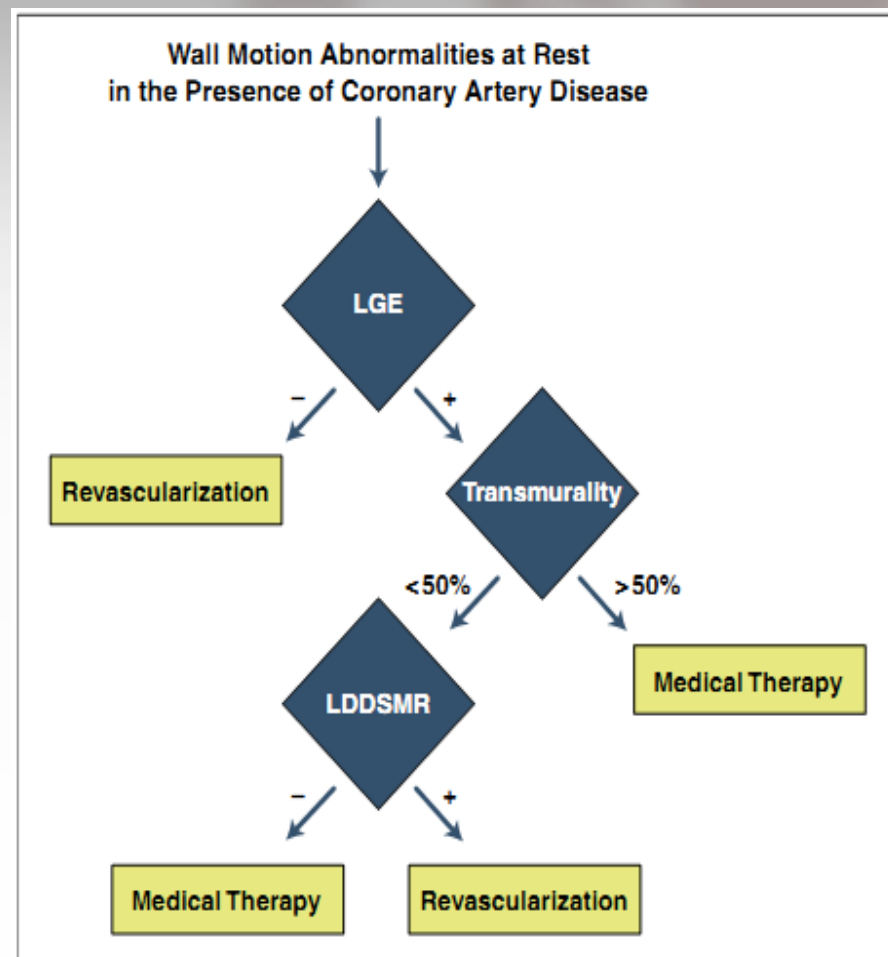 Wall Motion Abnormalities at Rest
in the Presence of Coronary Artery Disease
LGE
–
+
Revascularization
Transmurality
<50%
>50%
LDDSMR
Medical Therapy
–
+
Medical Therapy
Revascularization